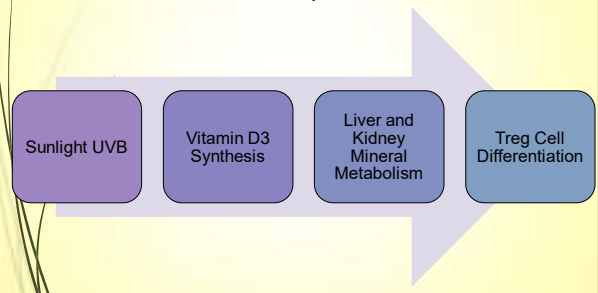 Sunlight UVB
Vitamin D3
Synthesis
Liver and
Kidney
Mineral
Metabolism
Treg Cell
Differentiation